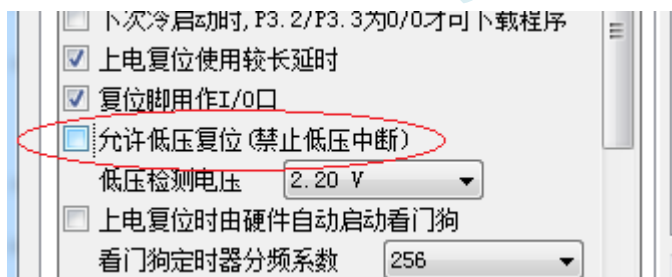 下次冷启动时, P3.2/P3.3为0/0才可下载程序
上电复位使用较长延时
复位脚用作I/O口
允许低压复位(禁止低压中断)
低压检测电压 2.20 V
上电复位时由硬件自动启动看门狗
看门狗定时器分频系数 256